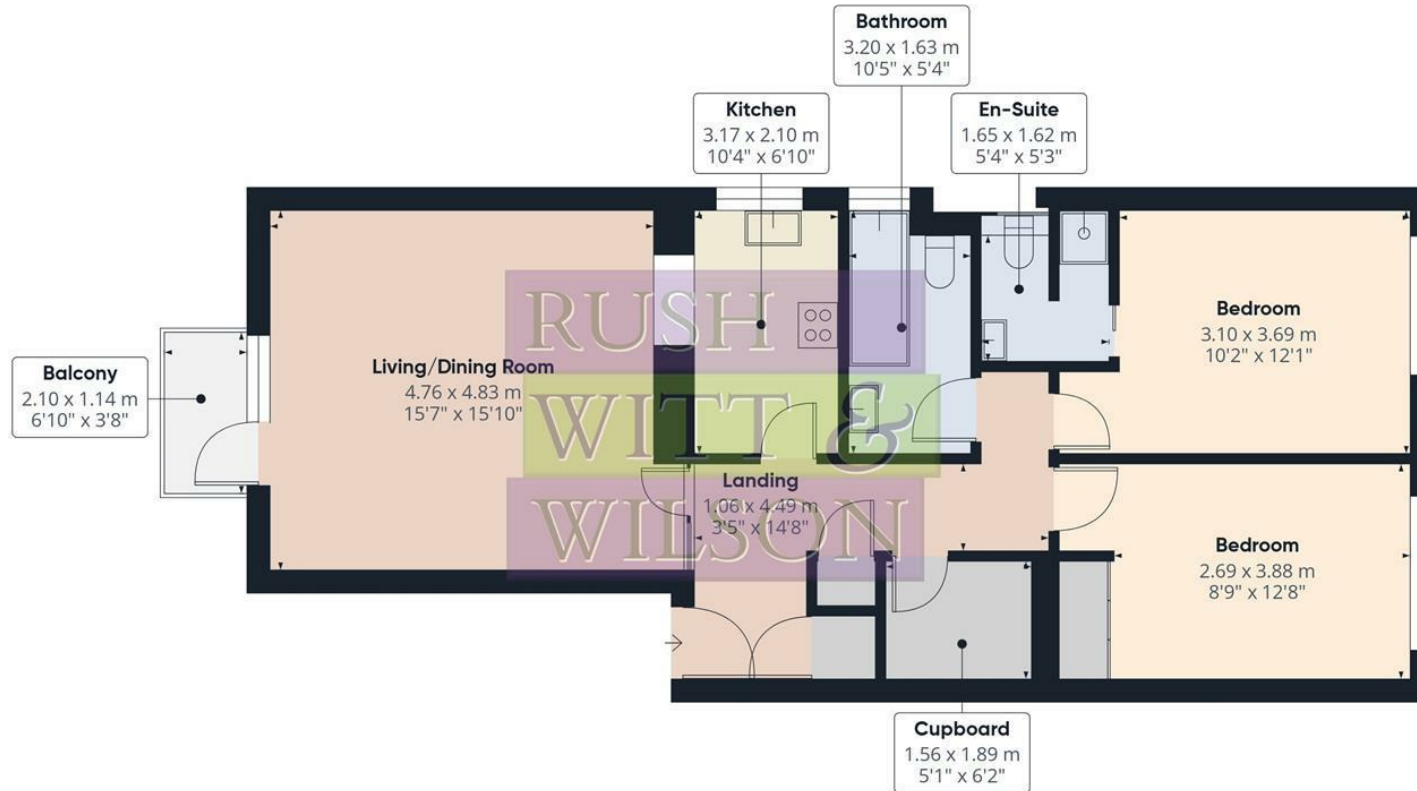 Bathroom
3.20 x 1.63 m
10'5" x 5'4"
Kitchen
3.17 x 2.10 m
10'4" x 6'10"
En-Suite
1.65 x 1.62 m
5'4" x 5'3"
Bedroom
3.10 x 3.69 m
10'2" x 12'1"
Balcony
2.10 x 1.14 m
6'10" x 3'8"
Living/Dining Room
4.76 x 4.83 m
15'7" x 15'10"
RUSH
WITT &
WILSON
Landing
1.06 x 4.49 m
3'5" x 14'8"
Bedroom
2.69 x 3.88 m
8'9" x 12'8"
Cupboard
1.56 x 1.89 m
5'1" x 6'2"